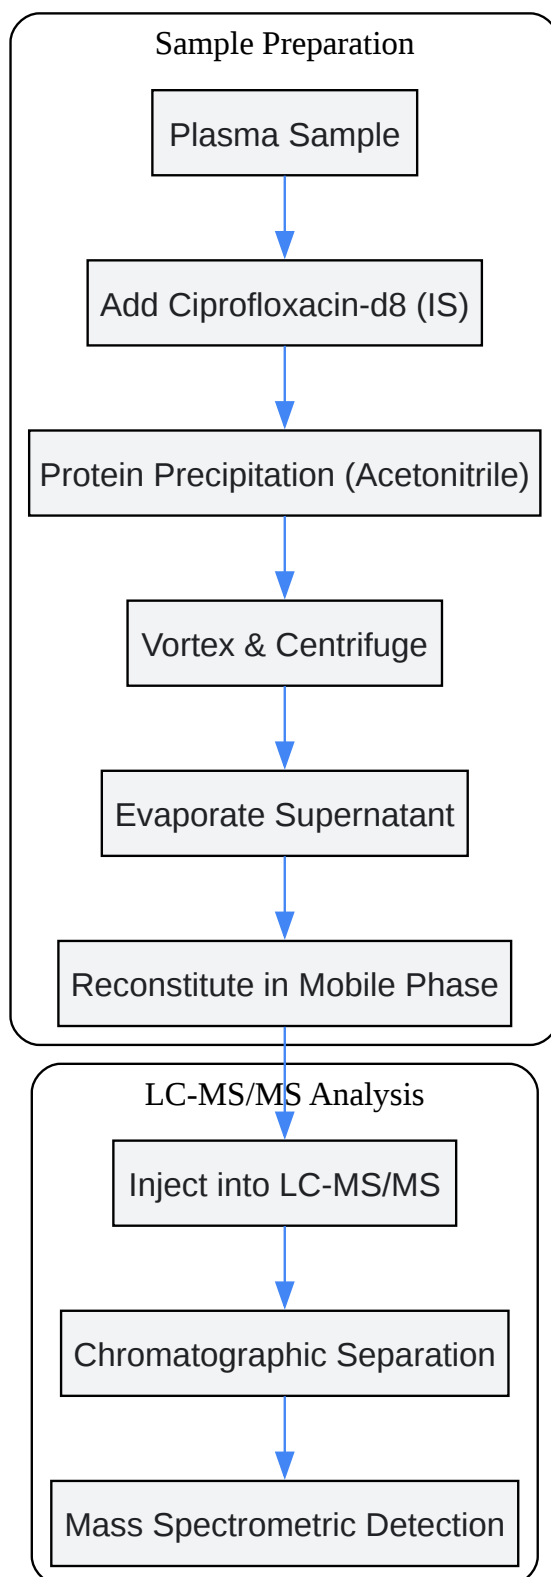 Sample Preparation
Plasma Sample
Add Ciprofloxacin-d8 (IS)
Protein Precipitation (Acetonitrile)
Vortex & Centrifuge
Evaporate Supernatant
Reconstitute in Mobile Phase
LC-MS/MS Analysis
Inject into LC-MS/MS
Chromatographic Separation
Mass Spectrometric Detection